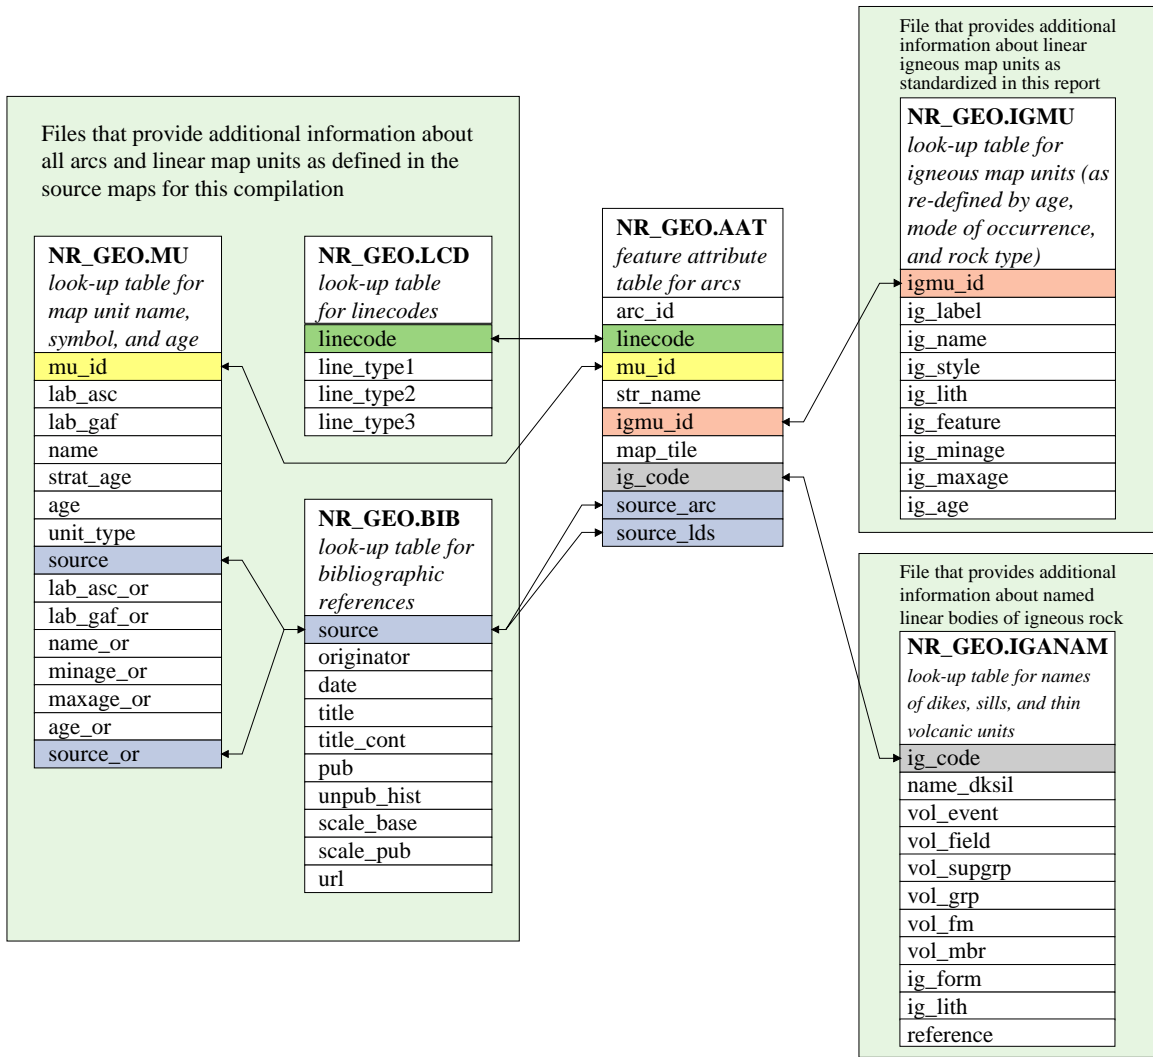 Files that provide additional information about
all arcs and linear map units as defined in the
source maps for this compilation
NR_GEO.MU
look-up table for
map unit name,
symbol, and age
mu_id
lab_asc
lab_gaf
name
strat_age
age
unit_type
source
lab_asc_or
lab_gaf_or
name_or
minage_or
maxage_or
age_or
source_or
NR_GEO.LCD
look-up table
for linecodes
linecode
line_type1
line_type2
line_type3
NR_GEO.BIB
look-up table for
bibliographic
references
source
originator
date
title
title_cont
pub
unpub_hist
scale_base
scale_pub
url
NR_GEO.AAT
feature attribute
table for arcs
arc_id
linecode
mu_id
str_name
igmu_id
map_tile
ig_code
source_arc
source_lds
File that provides additional
information about linear
igneous map units as
standardized in this report
NR_GEO.IGMU
look-up table for
igneous map units (as
re-defined by age,
mode of occurrence,
and rock type)
igmu_id
ig_label
ig_name
ig_style
ig_lith
ig_feature
ig_minage
ig_maxage
ig_age
File that provides additional
information about named
linear bodies of igneous rock
NR_GEO.IGANAM
look-up table for names
of dikes, sills, and thin
volcanic units
ig_code
name_dksil
vol_event
vol_field
vol_supgrp
vol_grp
vol_fm
vol_mbr
ig_form
ig_lith
reference